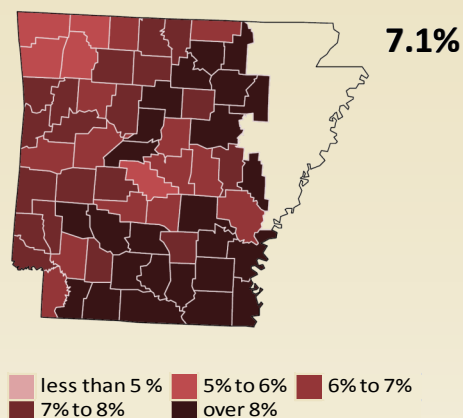 7.1%
less than 5 % 5% to 6% 6% to 7%
7% to 8% over 8%